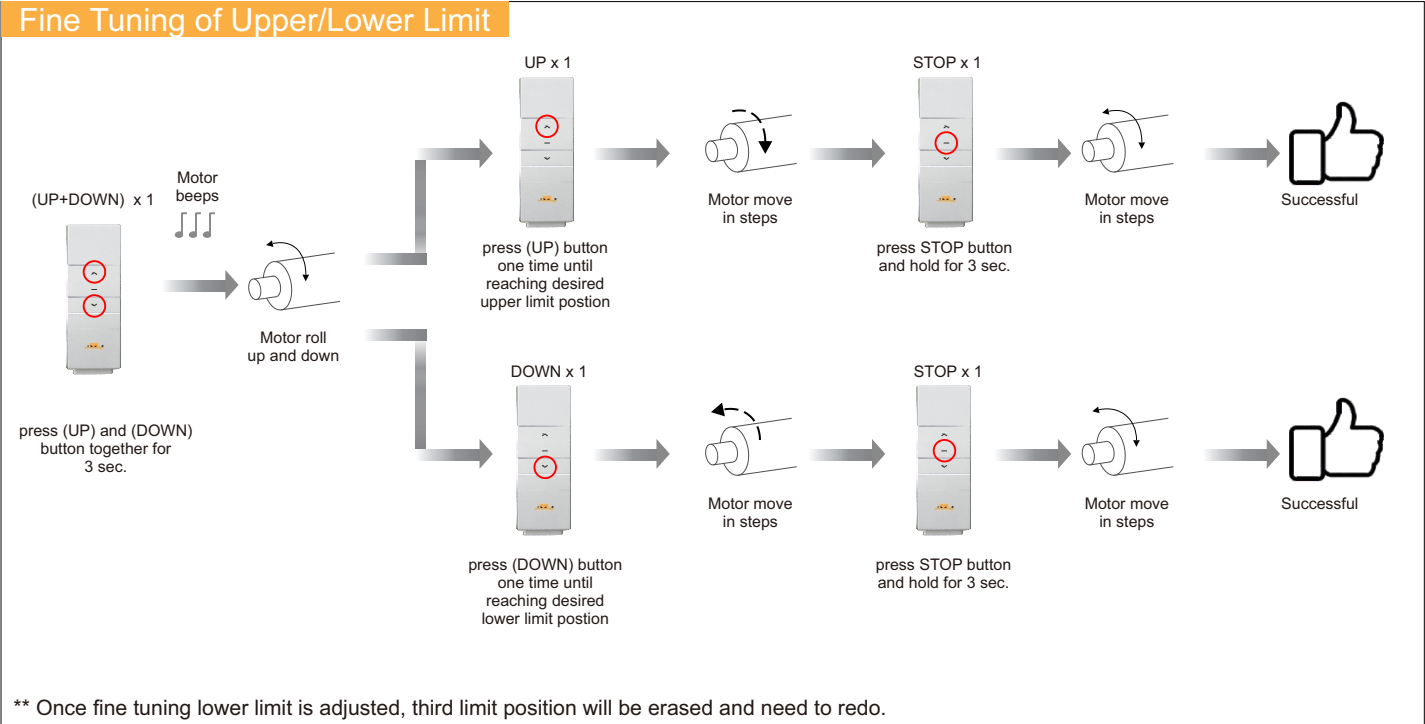 Fine Tuning of Upper/Lower Limit
(UP+DOWN) x 1
Motor
beeps
press (UP) and (DOWN)
button together for
3 sec.
Motor roll
up and down
UP x 1
press (UP) button
one time until
reaching desired
upper limit postion
Motor move
in steps
STOP x 1
press STOP button
and hold for 3 sec.
Motor move
in steps
Successful
DOWN x 1
press (DOWN) button
one time until
reaching desired
lower limit postion
Motor move
in steps
STOP x 1
press STOP button
and hold for 3 sec.
Motor move
in steps
Successful
** Once fine tuning lower limit is adjusted, third limit position will be erased and need to redo.